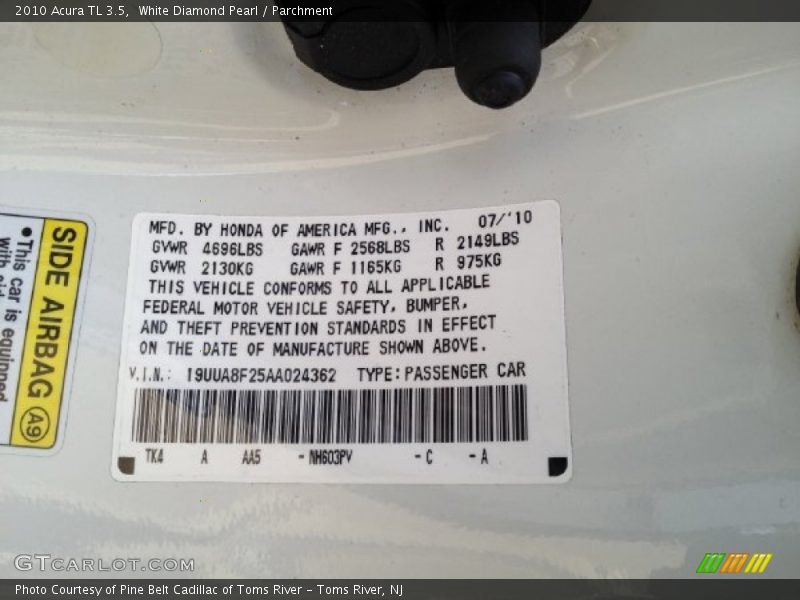 2010 Acura TL 3.5, White Diamond Pearl / Parchment
MFD. BY HONDA OF AMERICA MFG., INC. 07/'10
GVWR 4696LBS GAWR F 2568LBS R 2149LBS
GVWR 2130KG GAWR F 1165KG R 975KG
THIS VEHICLE CONFORMS TO ALL APPLICABLE
FEDERAL MOTOR VEHICLE SAFETY, BUMPER,
AND THEFT PREVENTION STANDARDS IN EFFECT
ON THE DATE OF MANUFACTURE SHOWN ABOVE.
V.I.N.: 19UUA8F25AA024362 TYPE:PASSENGER CAR
TK4 A AA5 -NH603PV -C -A
SIDE AIRBAG A9
•This car is equipped
with
GTCARLOT.COM
Photo Courtesy of Pine Belt Cadillac of Toms River – Toms River, NJ